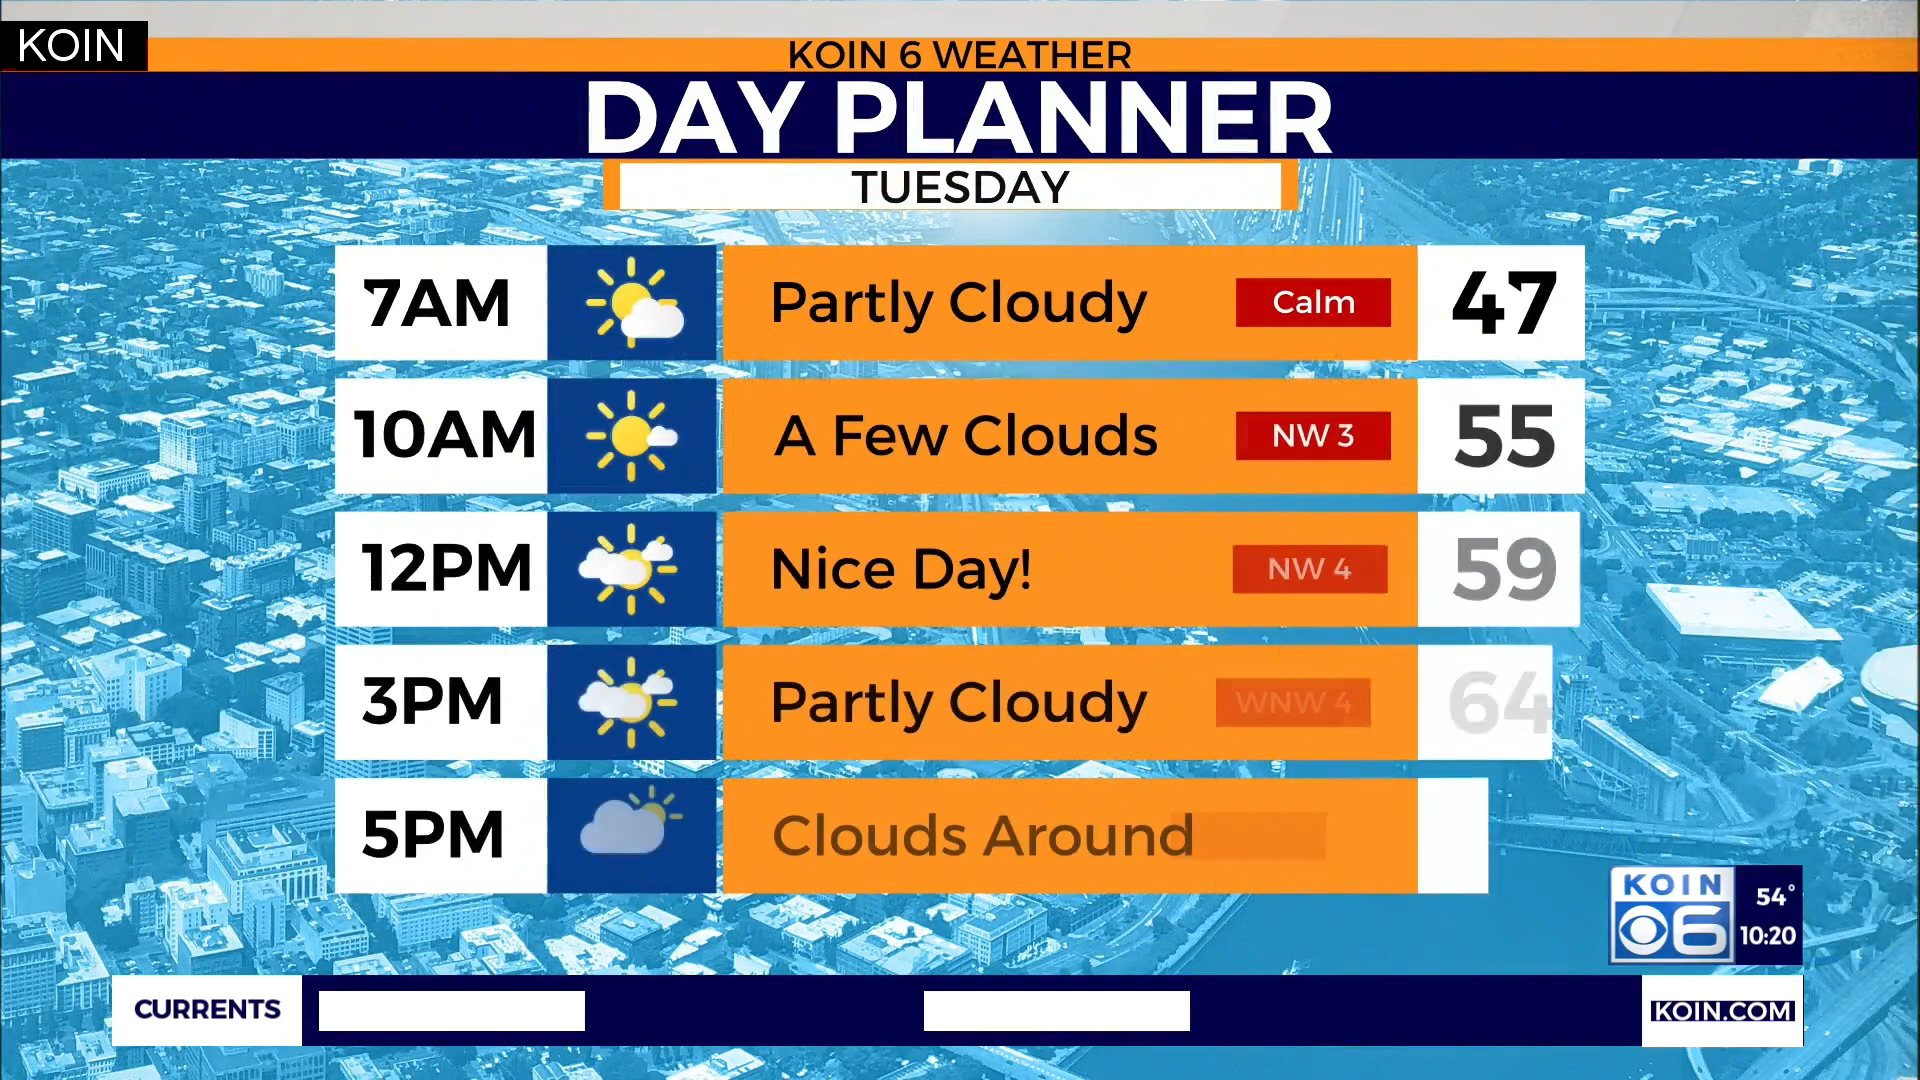 KOIN
KOIN 6 WEATHER
DAY PLANNER
TUESDAY
7AM Partly Cloudy Calm 47
10AM A Few Clouds NW 3 55
12PM Nice Day! NW 4 59
3PM Partly Cloudy WNW 4 64
5PM Clouds Around
KOIN 54°
6 10:20
CURRENTS KOIN.COM